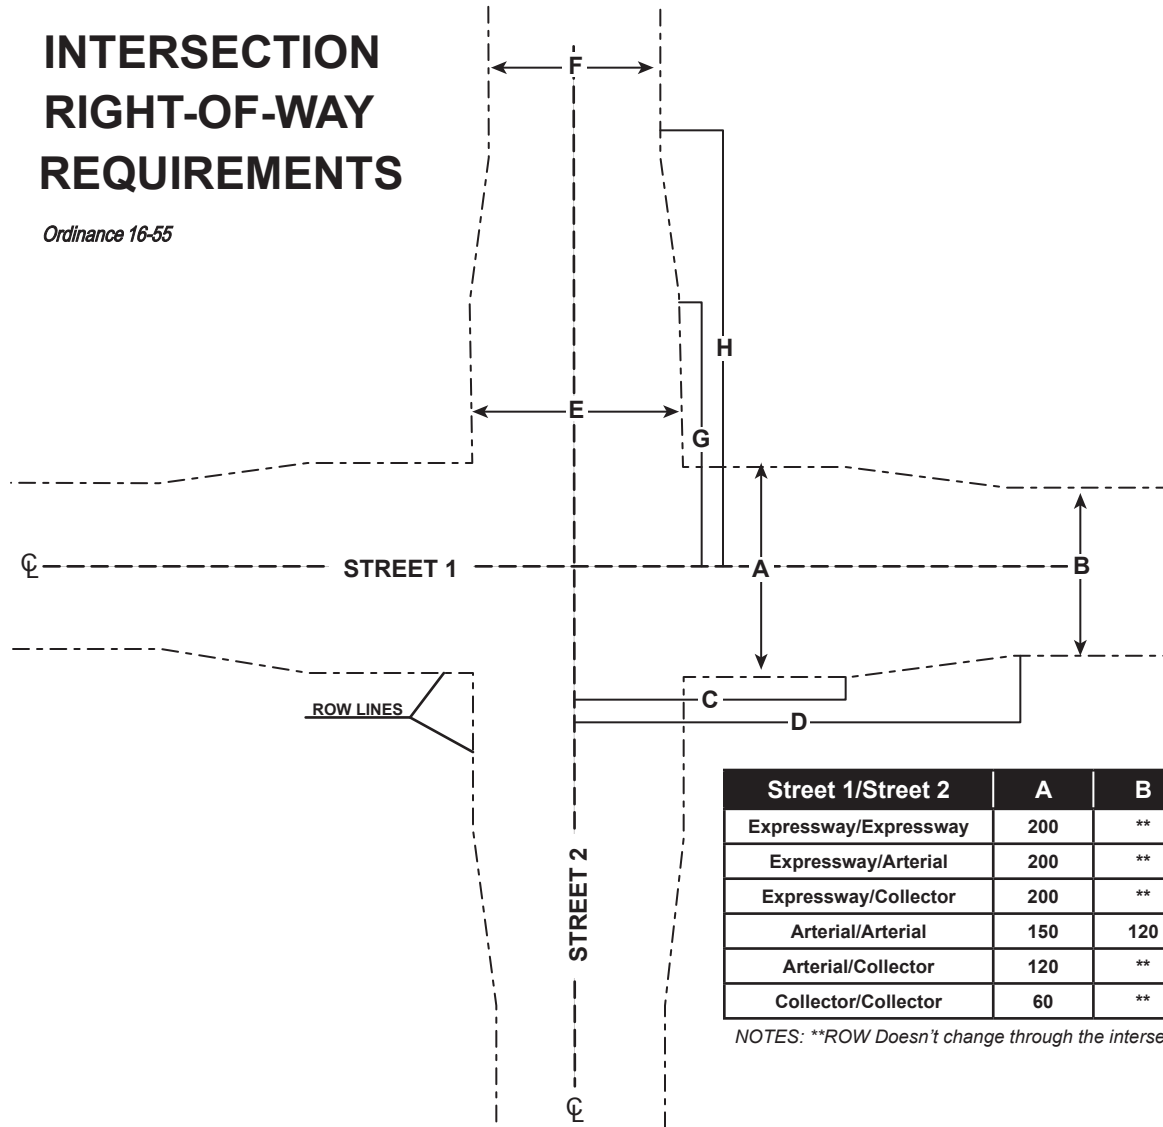 INTERSECTION
RIGHT-OF-WAY
REQUIREMENTS
Ordinance 16-55
F
H
E
G
℄
STREET 1
A
B
C
D
ROW LINES
STREET 2
℄
Street 1/Street 2 A B
Expressway/Expressway 200 **
Expressway/Arterial 200 **
Expressway/Collector 200 **
Arterial/Arterial 150 120
Arterial/Collector 120 **
Collector/Collector 60 **
NOTES: **ROW Doesn't change through the interse